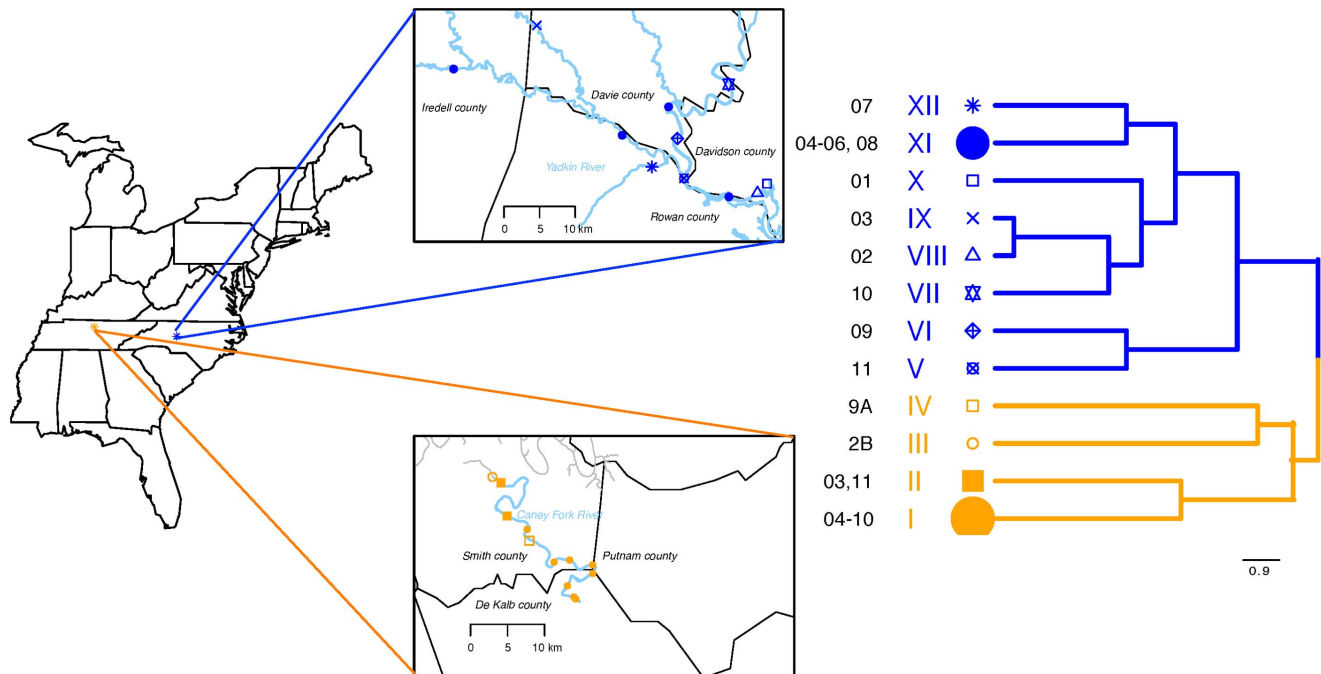 Iredell county
Davie county
Davidson county
Yadkin River
Rowan county
0 5 10 km
Caney Fork River
Smith county
Putnam county
De Kalb county
0 5 10 km
07 XII
04-06, 08 XI
01 X
03 IX
02 VIII
10 VII
09 VI
11 V
9A IV
2B III
03,11 II
04-10 I
0.9